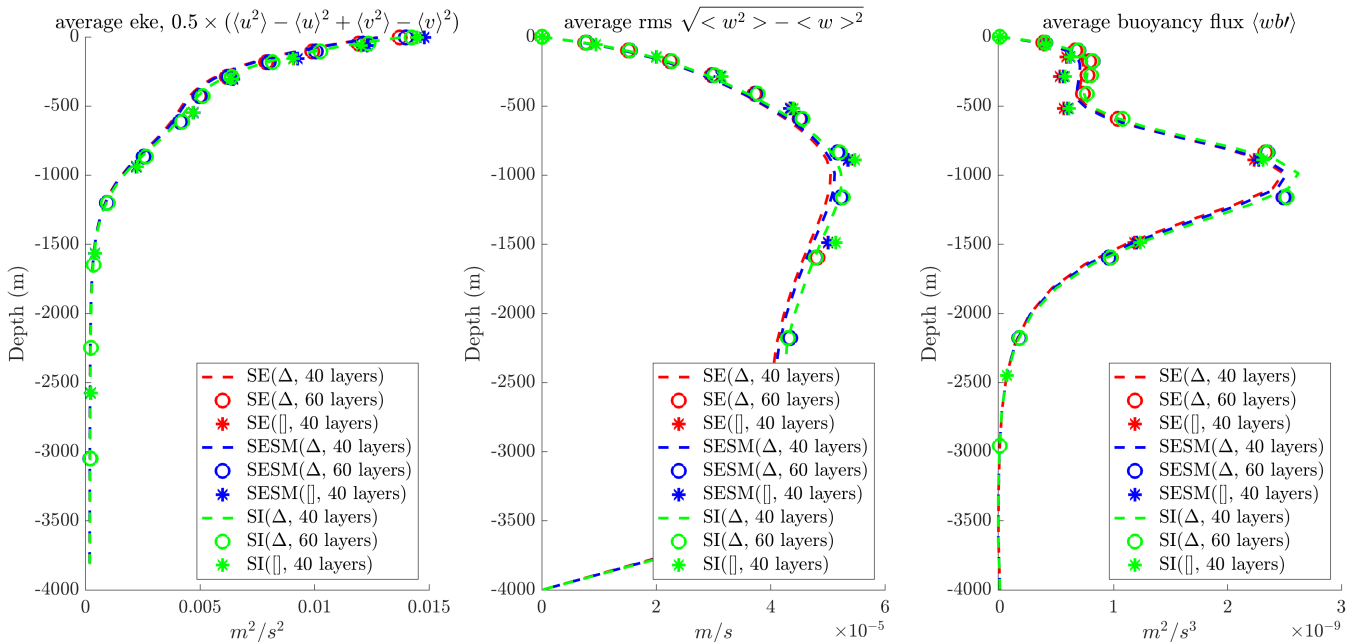 average eke, 0.5 × (⟨u²⟩ − ⟨u⟩² + ⟨v²⟩ − ⟨v⟩²)
0
-500
-1000
-1500
-2000
-2500
-3000
-3500
-4000
Depth (m)
0
0.005
0.01
0.015
m²/s²
SE(Δ, 40 layers)
SE(Δ, 60 layers)
SE([], 40 layers)
SESM(Δ, 40 layers)
SESM(Δ, 60 layers)
SESM([], 40 layers)
SI(Δ, 40 layers)
SI(Δ, 60 layers)
SI([], 40 layers)
average rms √< w² > − < w >²
0
-500
-1000
-1500
-2000
-2500
-3000
-3500
-4000
Depth (m)
0
2
4
6
×10⁻⁵
m/s
SE(Δ, 40 layers)
SE(Δ, 60 layers)
SE([], 40 layers)
SESM(Δ, 40 layers)
SESM(Δ, 60 layers)
SESM([], 40 layers)
SI(Δ, 40 layers)
SI(Δ, 60 layers)
SI([], 40 layers)
average buoyancy flux ⟨wb′⟩
0
-500
-1000
-1500
-2000
-2500
-3000
-3500
-4000
Depth (m)
0
1
2
3
×10⁻⁹
m²/s³
SE(Δ, 40 layers)
SE(Δ, 60 layers)
SE([], 40 layers)
SESM(Δ, 40 layers)
SESM(Δ, 60 layers)
SESM([], 40 layers)
SI(Δ, 40 layers)
SI(Δ, 60 layers)
SI([], 40 layers)